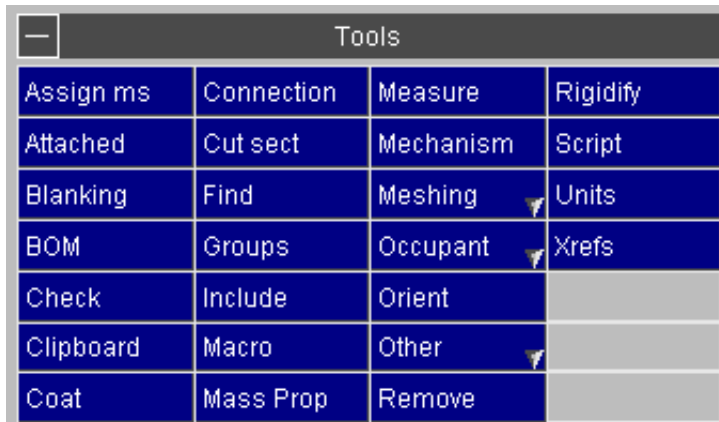 Tools
Assign ms Connection Measure Rigidify
Attached Cut sect Mechanism Script
Blanking Find Meshing Units
BOM Groups Occupant Xrefs
Check Include Orient
Clipboard Macro Other
Coat Mass Prop Remove